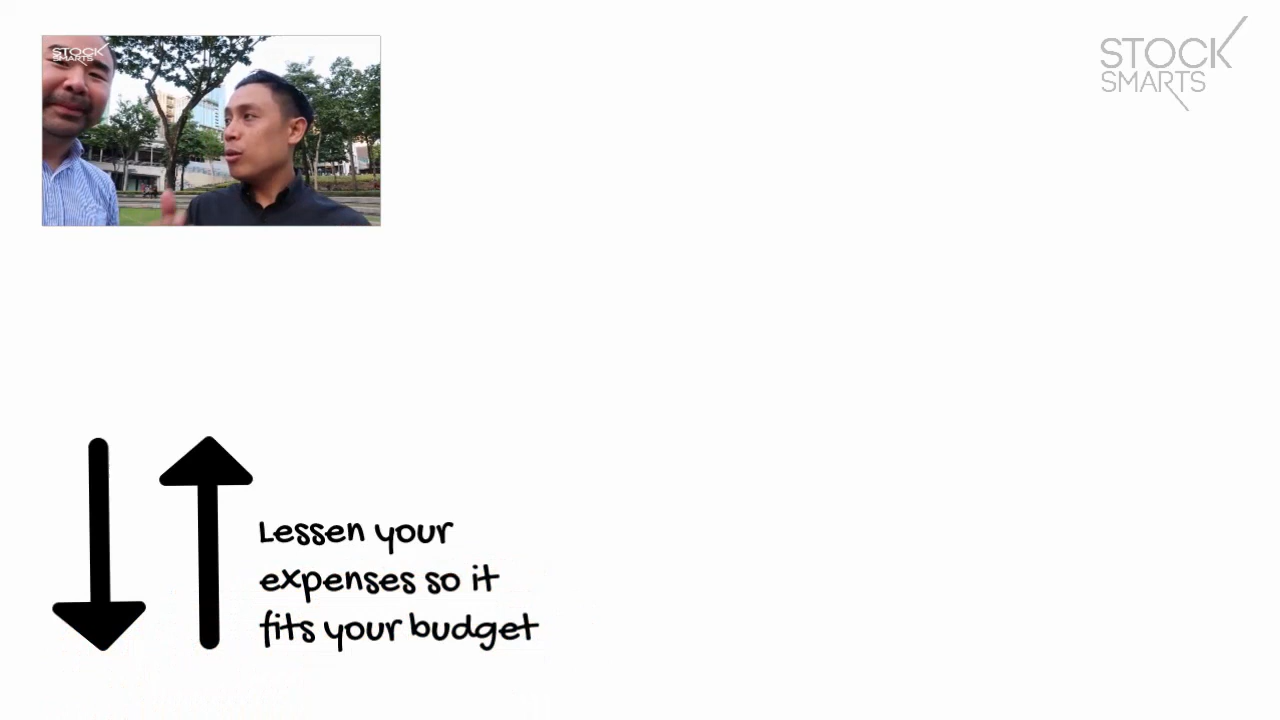 STOCK
SMARTS
STOCK
SMARTS
Lessen your
expenses so it
fits your budget